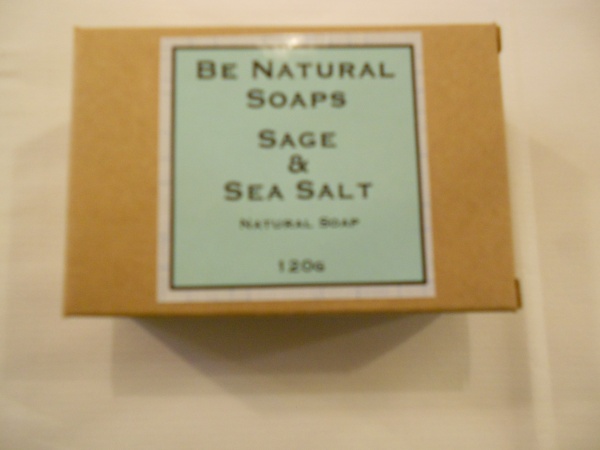 Be Natural
Soaps
Sage
&
Sea Salt
Natural Soap
120g